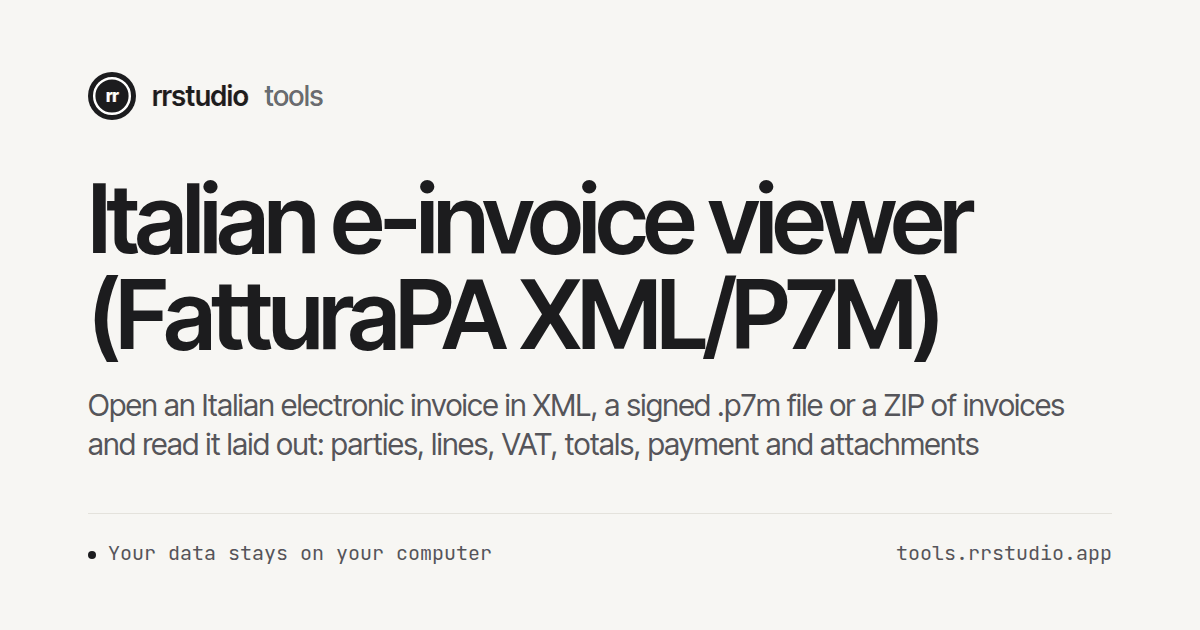 rr
rrstudio tools
Italian e-invoice viewer
(FatturaPA XML/P7M)
Open an Italian electronic invoice in XML, a signed .p7m file or a ZIP of invoices
and read it laid out: parties, lines, VAT, totals, payment and attachments
Your data stays on your computer
tools.rrstudio.app